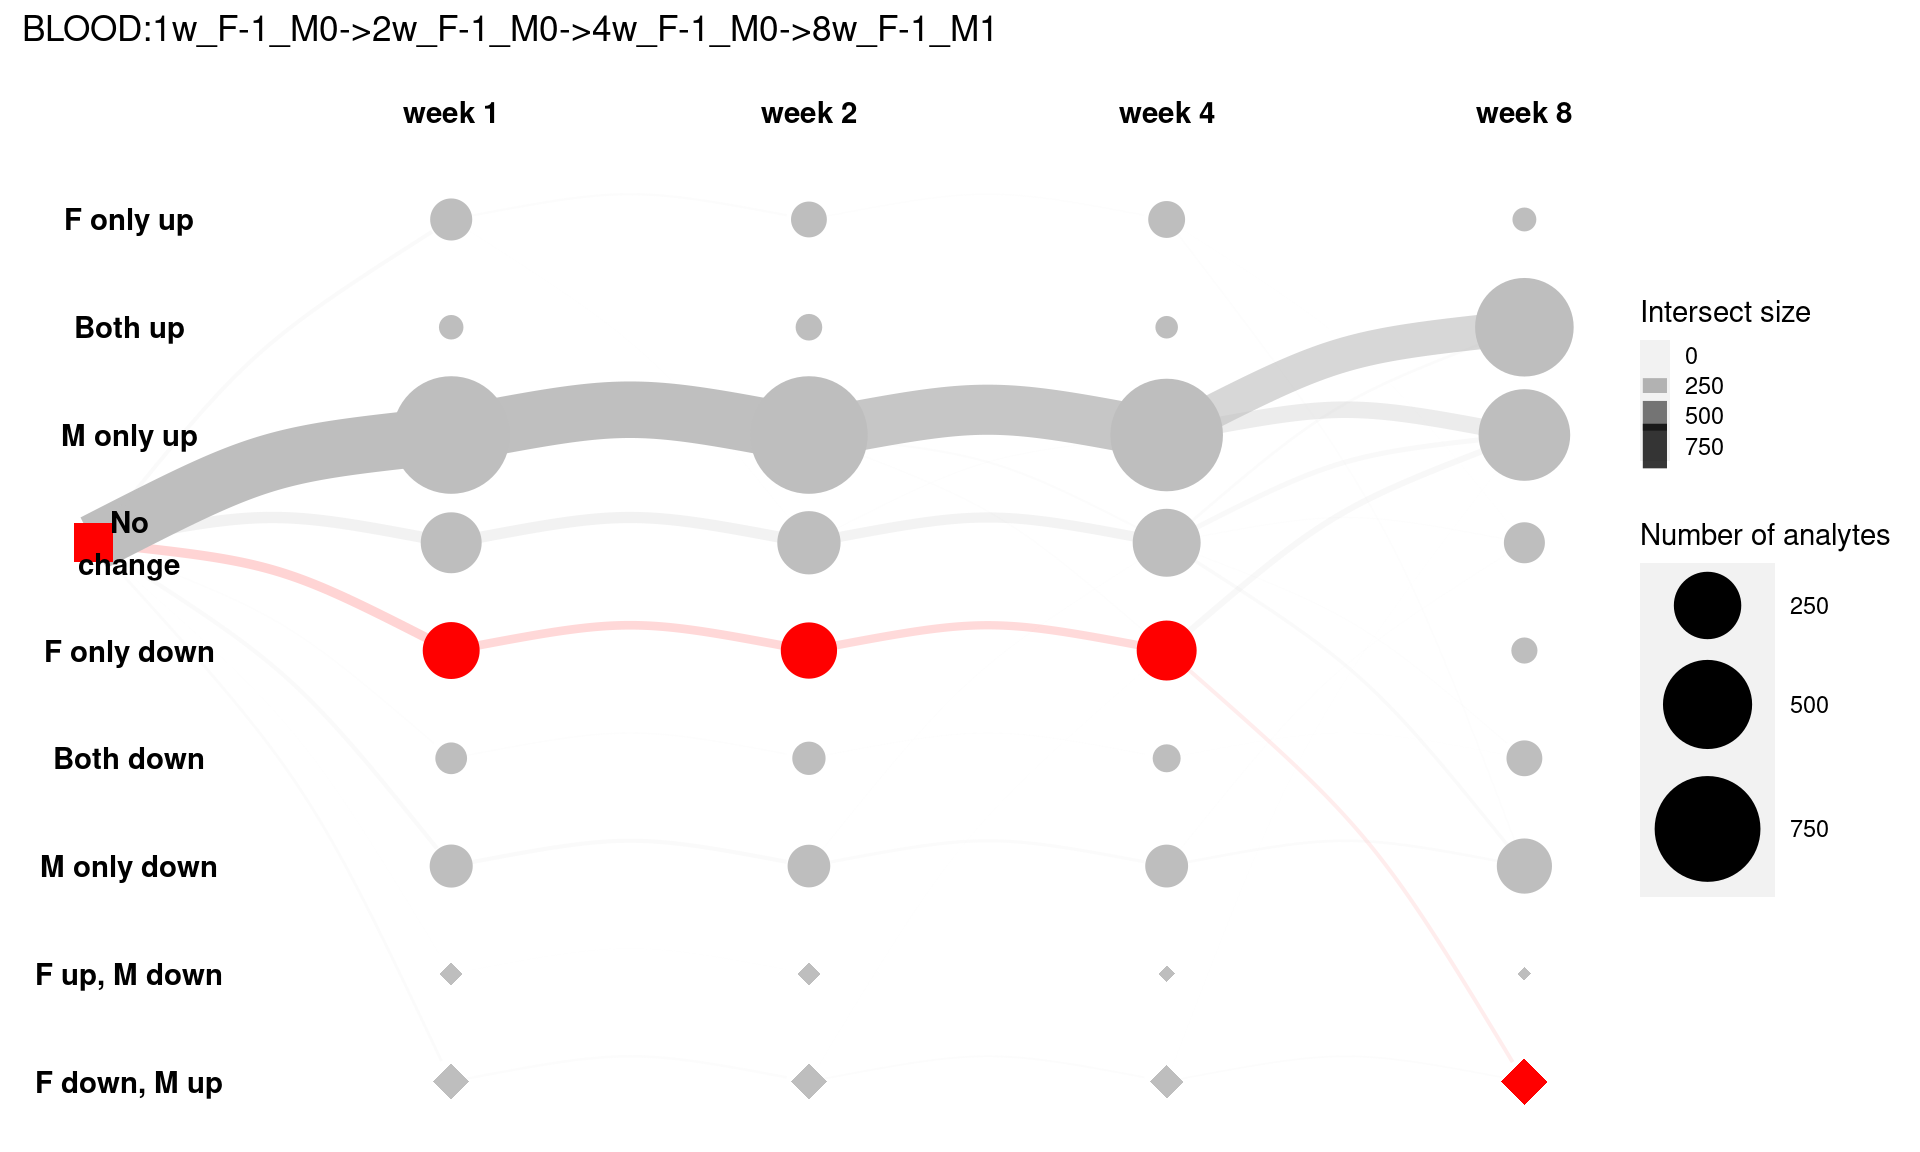 BLOOD:1w_F-1_M0->2w_F-1_M0->4w_F-1_M0->8w_F-1_M1
week 1
week 2
week 4
week 8
F only up
Both up
M only up
No
change
F only down
Both down
M only down
F up, M down
F down, M up
Intersect size
0
250
500
750
Number of analytes
250
500
750